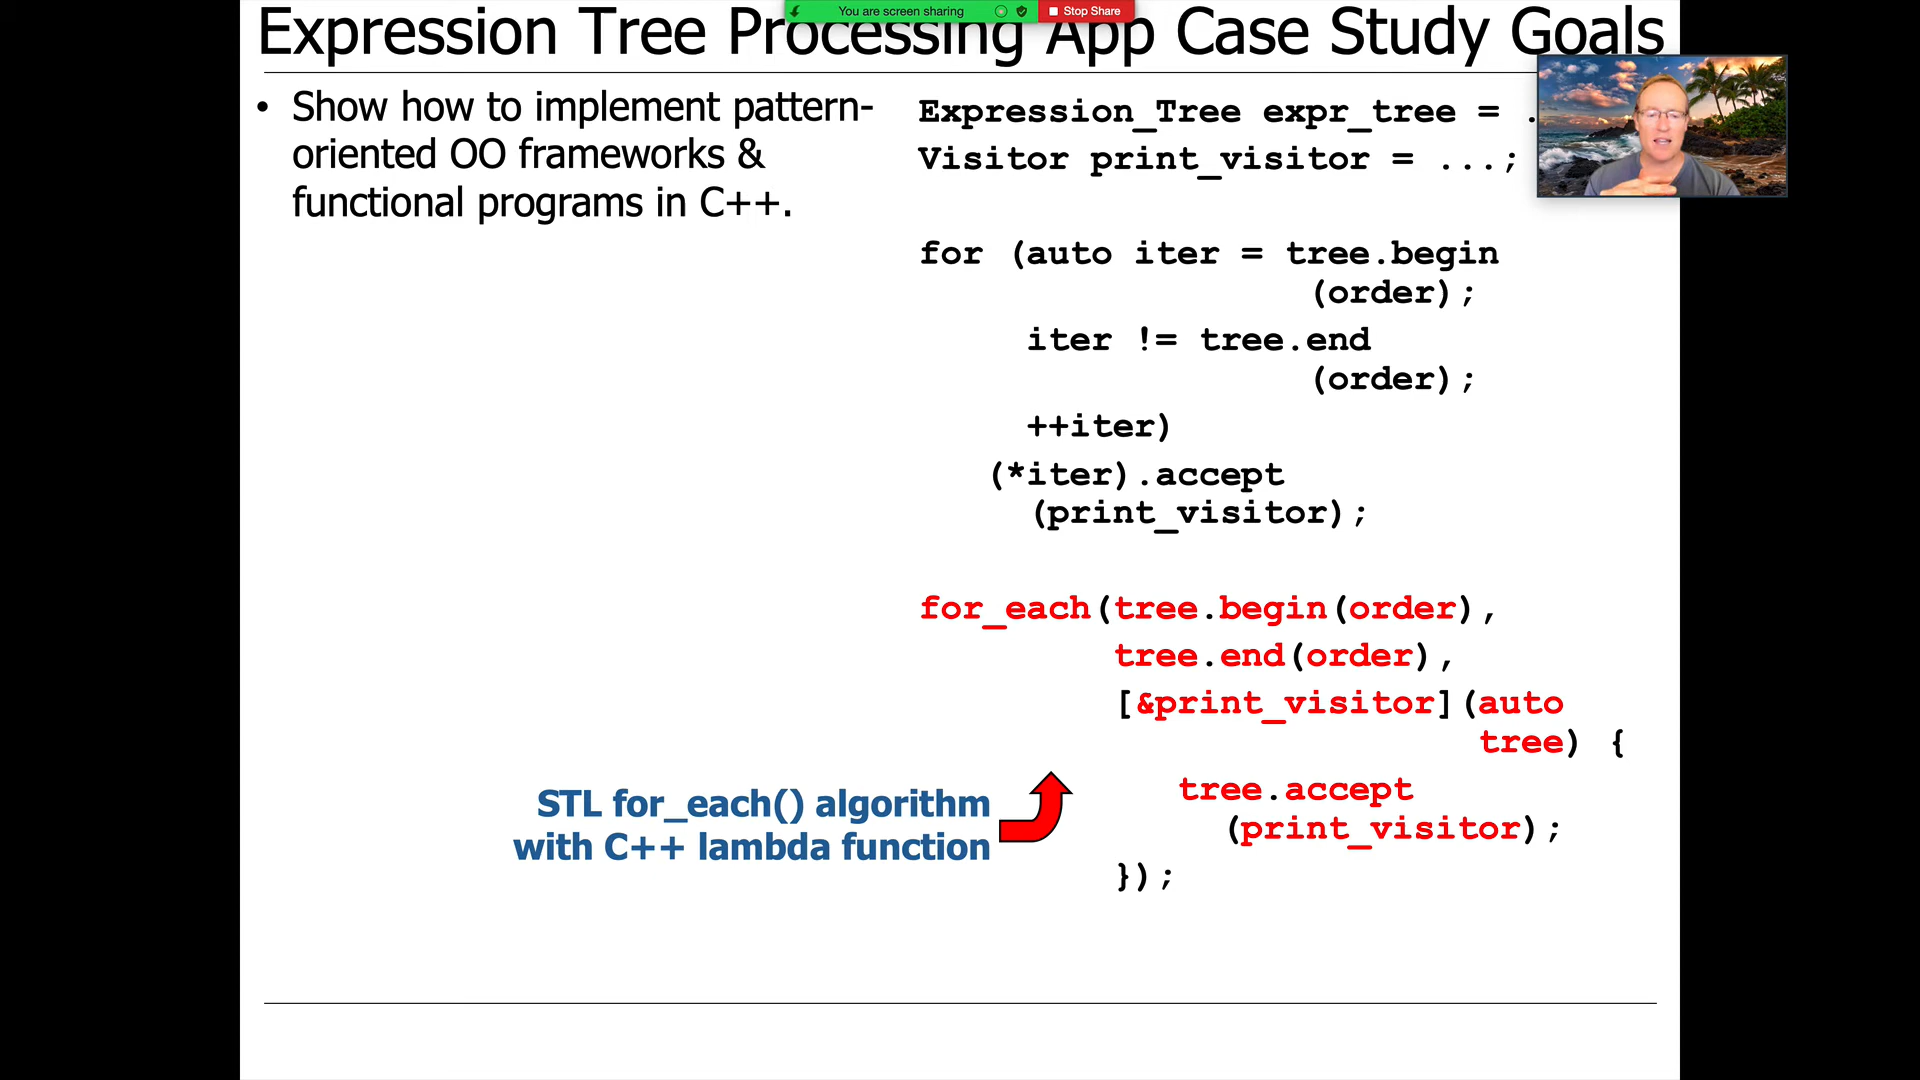 You are screen sharing Stop Share
Expression Tree Processing App Case Study Goals
• Show how to implement pattern-
oriented OO frameworks &
functional programs in C++.
Expression_Tree expr_tree = .
Visitor print_visitor = ...;
for (auto iter = tree.begin
(order);
iter != tree.end
(order);
++iter)
(*iter).accept
(print_visitor);
for_each(tree.begin(order),
tree.end(order),
[&print_visitor](auto
tree) {
tree.accept
(print_visitor);
});
STL for_each() algorithm
with C++ lambda function